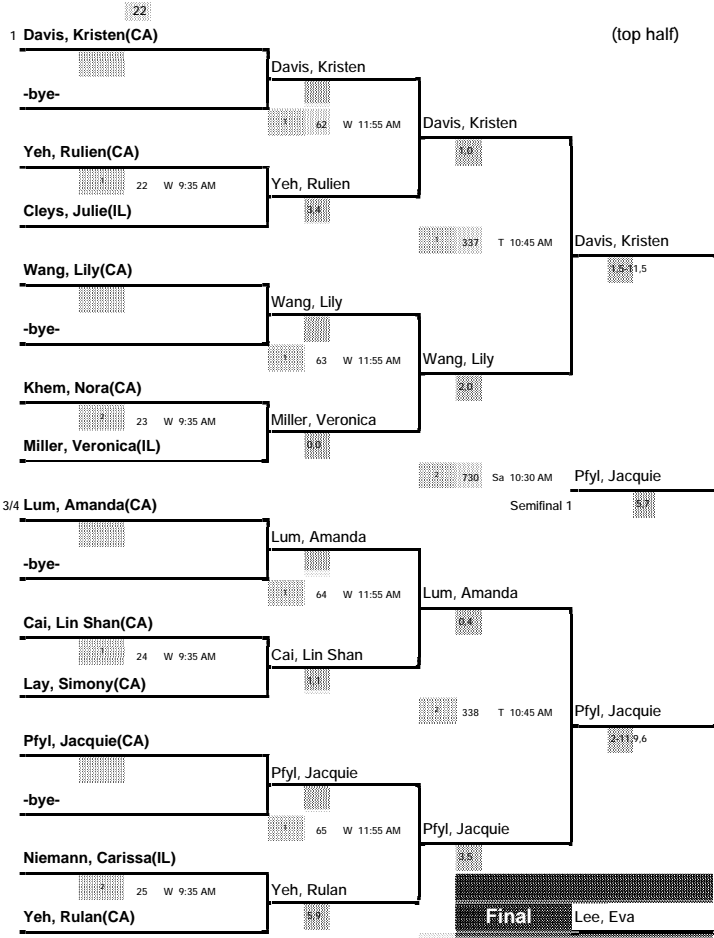 22
1 Davis, Kristen(CA)
(top half)
Davis, Kristen
-bye-
1 62 W 11:55 AM
Davis, Kristen
1,0
Yeh, Rulien(CA)
1 22 W 9:35 AM
Yeh, Rulien
Cleys, Julie(IL)
3,4
1 337 T 10:45 AM
Davis, Kristen
1,5-11,5
Wang, Lily(CA)
Wang, Lily
-bye-
1 63 W 11:55 AM
Wang, Lily
2,0
Khem, Nora(CA)
2 23 W 9:35 AM
Miller, Veronica
Miller, Veronica(IL)
0,0
2 730 Sa 10:30 AM
Pfyl, Jacquie
Semifinal 1
5,7
3/4 Lum, Amanda(CA)
Lum, Amanda
-bye-
1 64 W 11:55 AM
Lum, Amanda
0,4
Cai, Lin Shan(CA)
1 24 W 9:35 AM
Cai, Lin Shan
Lay, Simony(CA)
1,1
2 338 T 10:45 AM
Pfyl, Jacquie
2-11,9,6
Pfyl, Jacquie(CA)
Pfyl, Jacquie
-bye-
1 65 W 11:55 AM
Pfyl, Jacquie
3,5
Niemann, Carissa(IL)
2 25 W 9:35 AM
Yeh, Rulan
Yeh, Rulan(CA)
5,9
Final
Lee, Eva